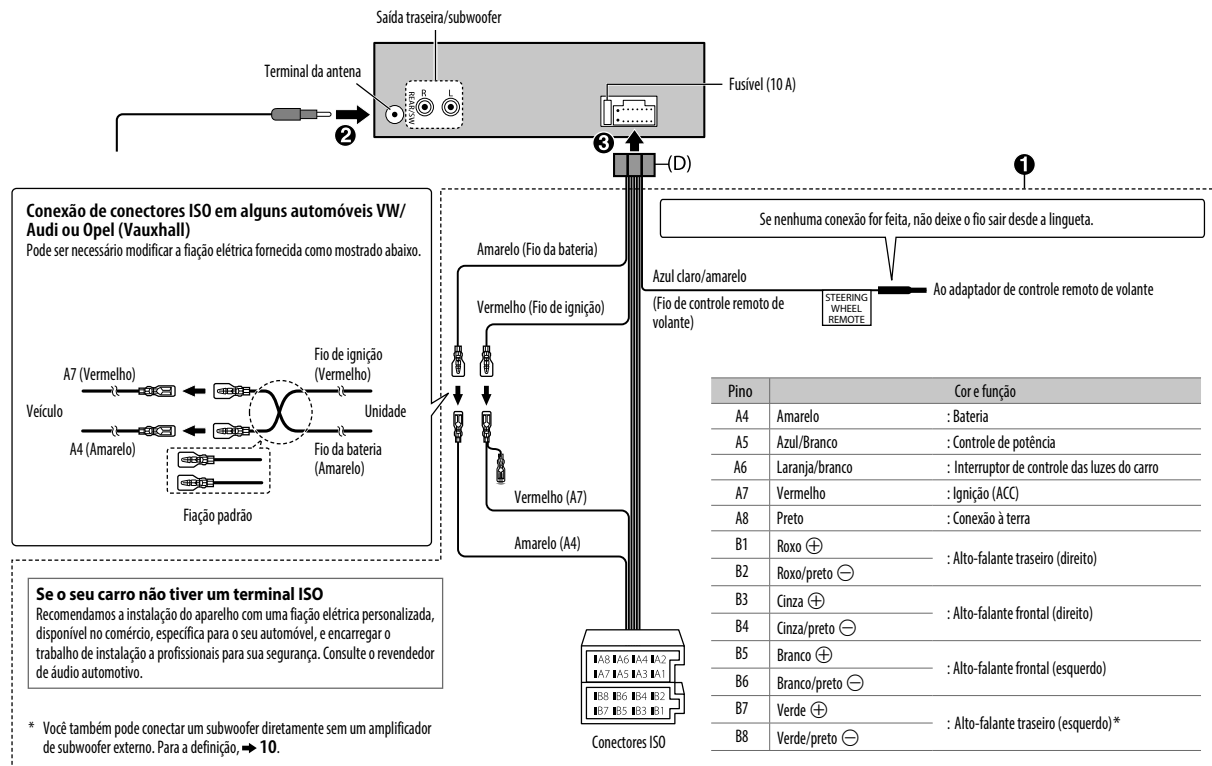 Saída traseira/subwoofer
Terminal da antena
REAR/SW
R
L
Fusível (10 A)
2
3
(D)
1
Conexão de conectores ISO em alguns automóveis VW/
Audi ou Opel (Vauxhall)
Pode ser necessário modificar a fiação elétrica fornecida como mostrado abaixo.
A7 (Vermelho)
Fio de ignição
(Vermelho)
Veículo
Unidade
A4 (Amarelo)
Fio da bateria
(Amarelo)
Fiação padrão
Amarelo (Fio da bateria)
Vermelho (Fio de ignição)
Vermelho (A7)
Amarelo (A4)
Se nenhuma conexão for feita, não deixe o fio sair desde a lingueta.
Azul claro/amarelo
(Fio de controle remoto de
volante)
STEERING
WHEEL
REMOTE
Ao adaptador de controle remoto de volante
Se o seu carro não tiver um terminal ISO
Recomendamos a instalação do aparelho com uma fiação elétrica personalizada,
disponível no comércio, específica para o seu automóvel, e encarregar o
trabalho de instalação a profissionais para sua segurança. Consulte o revendedor
de áudio automotivo.
* Você também pode conectar um subwoofer diretamente sem um amplificador
de subwoofer externo. Para a definição, ➜ 10.
A8 A6 A4 A2
A7 A5 A3 A1
B8 B6 B4 B2
B7 B5 B3 B1
Conectores ISO
Pino Cor e função
A4 Amarelo : Bateria
A5 Azul/Branco : Controle de potência
A6 Laranja/branco : Interruptor de controle das luzes do carro
A7 Vermelho : Ignição (ACC)
A8 Preto : Conexão à terra
B1 Roxo ⊕
: Alto-falante traseiro (direito)
B2 Roxo/preto ⊖
B3 Cinza ⊕
: Alto-falante frontal (direito)
B4 Cinza/preto ⊖
B5 Branco ⊕
: Alto-falante frontal (esquerdo)
B6 Branco/preto ⊖
B7 Verde ⊕
: Alto-falante traseiro (esquerdo)*
B8 Verde/preto ⊖